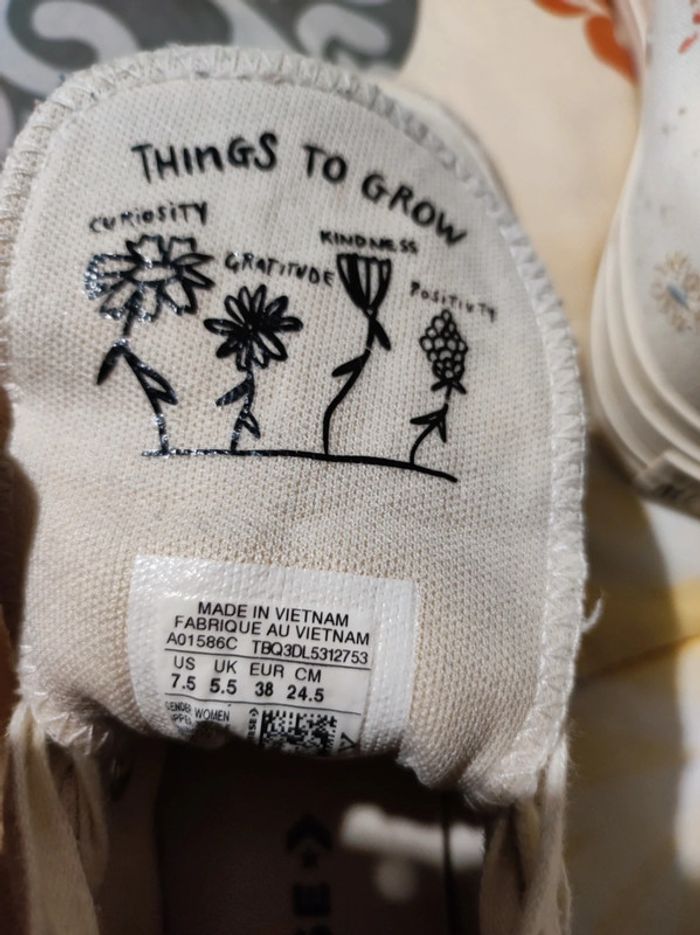 THINGS TO GROW
CURIOSITY
GRATITUDE
KINDNESS
POSITIVITY
MADE IN VIETNAM
FABRIQUE AU VIETNAM
A01586C TBQ3DL5312753
US UK EUR CM
7.5 5.5 38 24.5
GENDER WOMEN